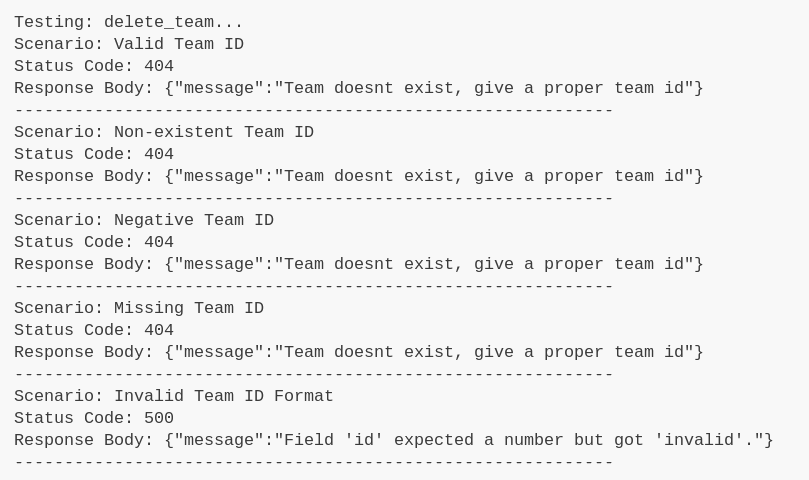 Testing: delete_team...
Scenario: Valid Team ID
Status Code: 404
Response Body: {"message":"Team doesnt exist, give a proper team id"}
------------------------------------------------------------
Scenario: Non-existent Team ID
Status Code: 404
Response Body: {"message":"Team doesnt exist, give a proper team id"}
------------------------------------------------------------
Scenario: Negative Team ID
Status Code: 404
Response Body: {"message":"Team doesnt exist, give a proper team id"}
------------------------------------------------------------
Scenario: Missing Team ID
Status Code: 404
Response Body: {"message":"Team doesnt exist, give a proper team id"}
------------------------------------------------------------
Scenario: Invalid Team ID Format
Status Code: 500
Response Body: {"message":"Field 'id' expected a number but got 'invalid'."}
------------------------------------------------------------